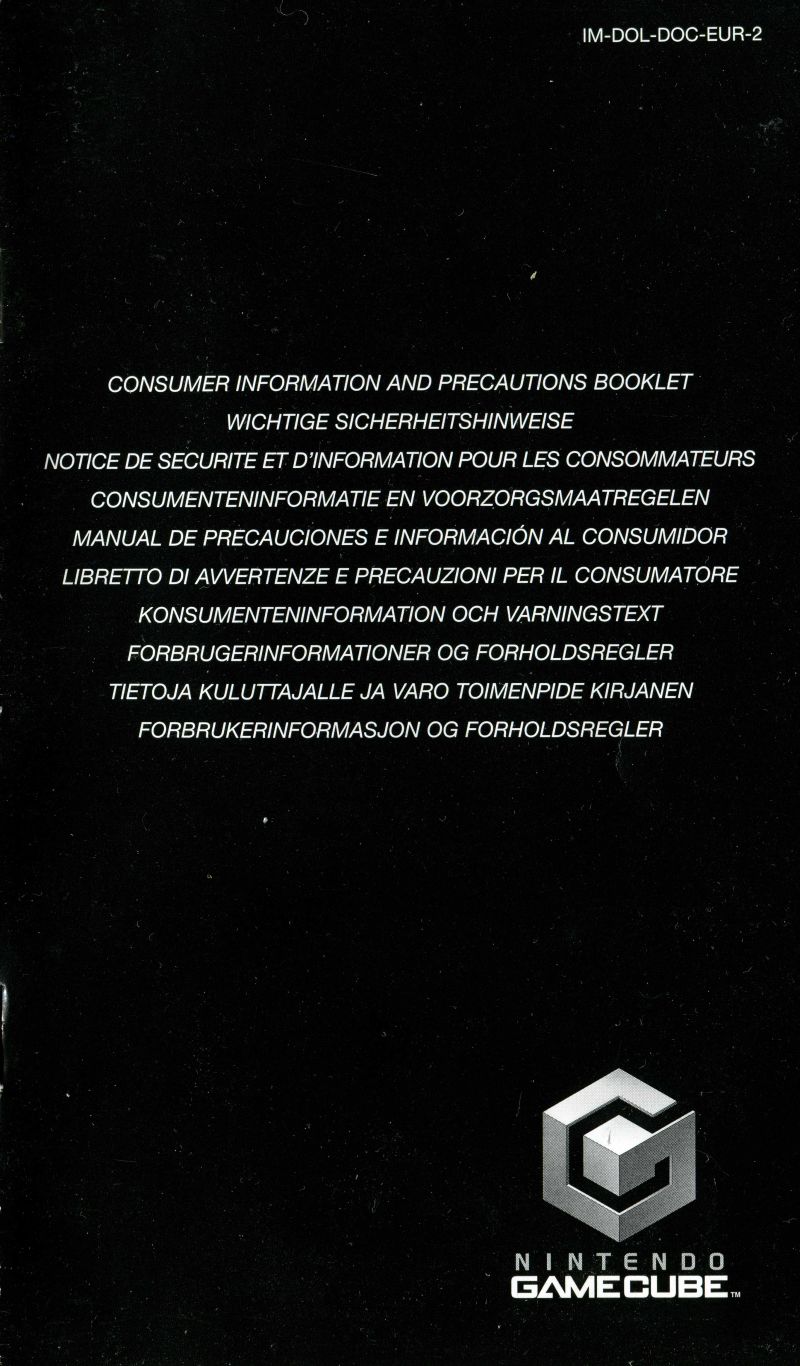 IM-DOL-DOC-EUR-2
CONSUMER INFORMATION AND PRECAUTIONS BOOKLET
WICHTIGE SICHERHEITSHINWEISE
NOTICE DE SECURITE ET D'INFORMATION POUR LES CONSOMMATEURS
CONSUMENTENINFORMATIE EN VOORZORGSMAATREGELEN
MANUAL DE PRECAUCIONES E INFORMACIÓN AL CONSUMIDOR
LIBRETTO DI AVVERTENZE E PRECAUZIONI PER IL CONSUMATORE
KONSUMENTENINFORMATION OCH VARNINGSTEXT
FORBRUGERINFORMATIONER OG FORHOLDSREGLER
TIETOJA KULUTTAJALLE JA VARO TOIMENPIDE KIRJANEN
FORBRUKERINFORMASJON OG FORHOLDSREGLER
NINTENDO
GAMECUBE™